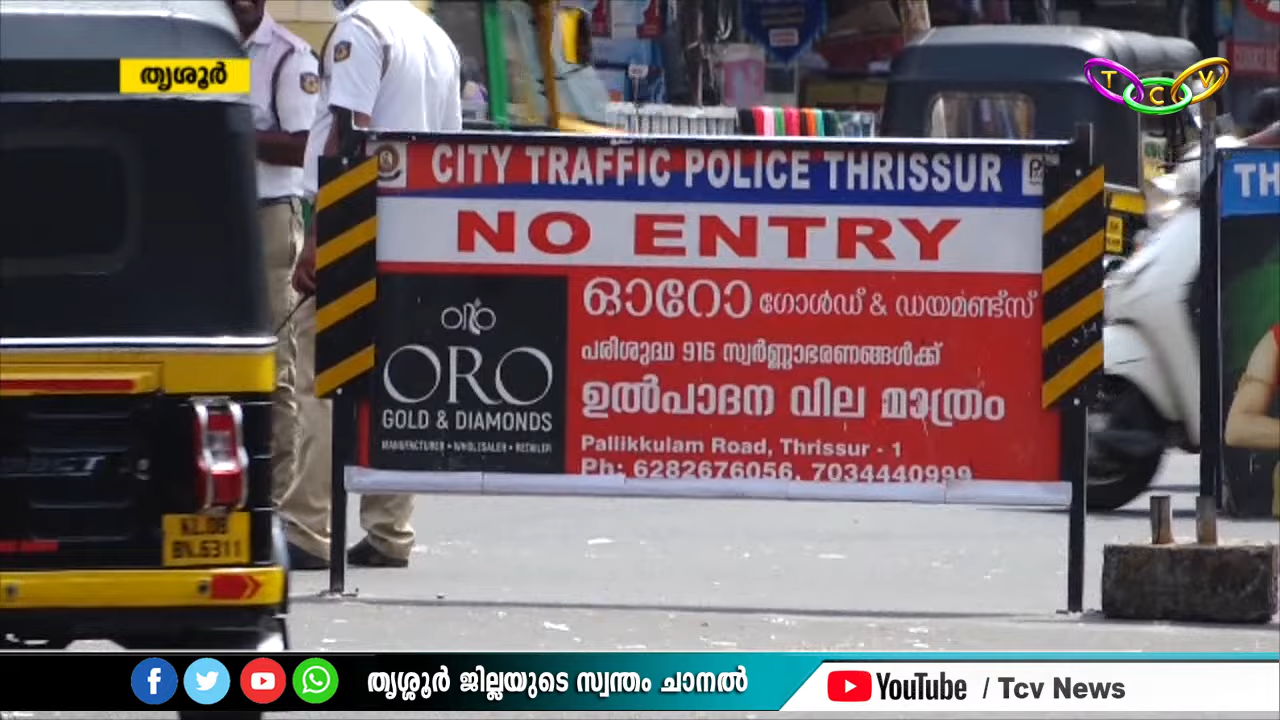 തൃശൂർ
TCV
CITY TRAFFIC POLICE THRISSUR
NO ENTRY
TH
ORO
ORO
GOLD & DIAMONDS
MANUFACTURER • WHOLESALER • RETAILER
ഓറോ ഗോൾഡ് & ഡയമണ്ട്സ്
പരിശുദ്ധ 916 സ്വർണ്ണാഭരണങ്ങൾക്ക്
ഉൽപാദന വില മാത്രം
Pallikkulam Road, Thrissur - 1
Ph: 6282676056, 7034440999
KL.08
BN.6311
തൃശ്ശൂർ ജില്ലയുടെ സ്വന്തം ചാനൽ
YouTube / Tcv News